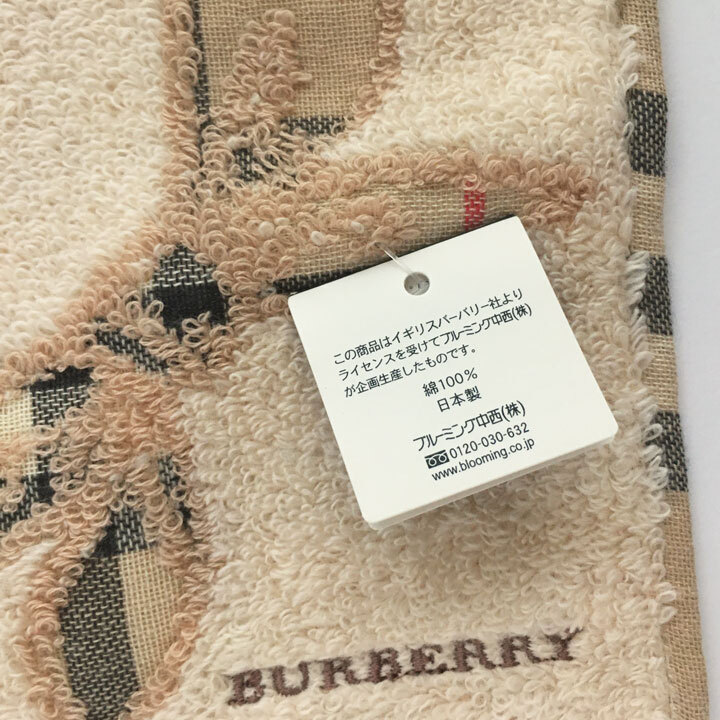 この商品はイギリスバーバリー社より
ライセンスを受けてブルーミング中西(株)
が企画生産したものです。
綿100%
日本製
ブルーミング中西(株)
0120-030-632
www.blooming.co.jp
BURBERRY